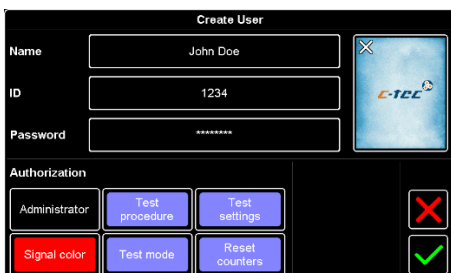 Create User
Name
John Doe
ID
1234
c-tec
Password
********
Authorization
Administrator
Test
procedure
Test
settings
Signal color
Test mode
Reset
counters